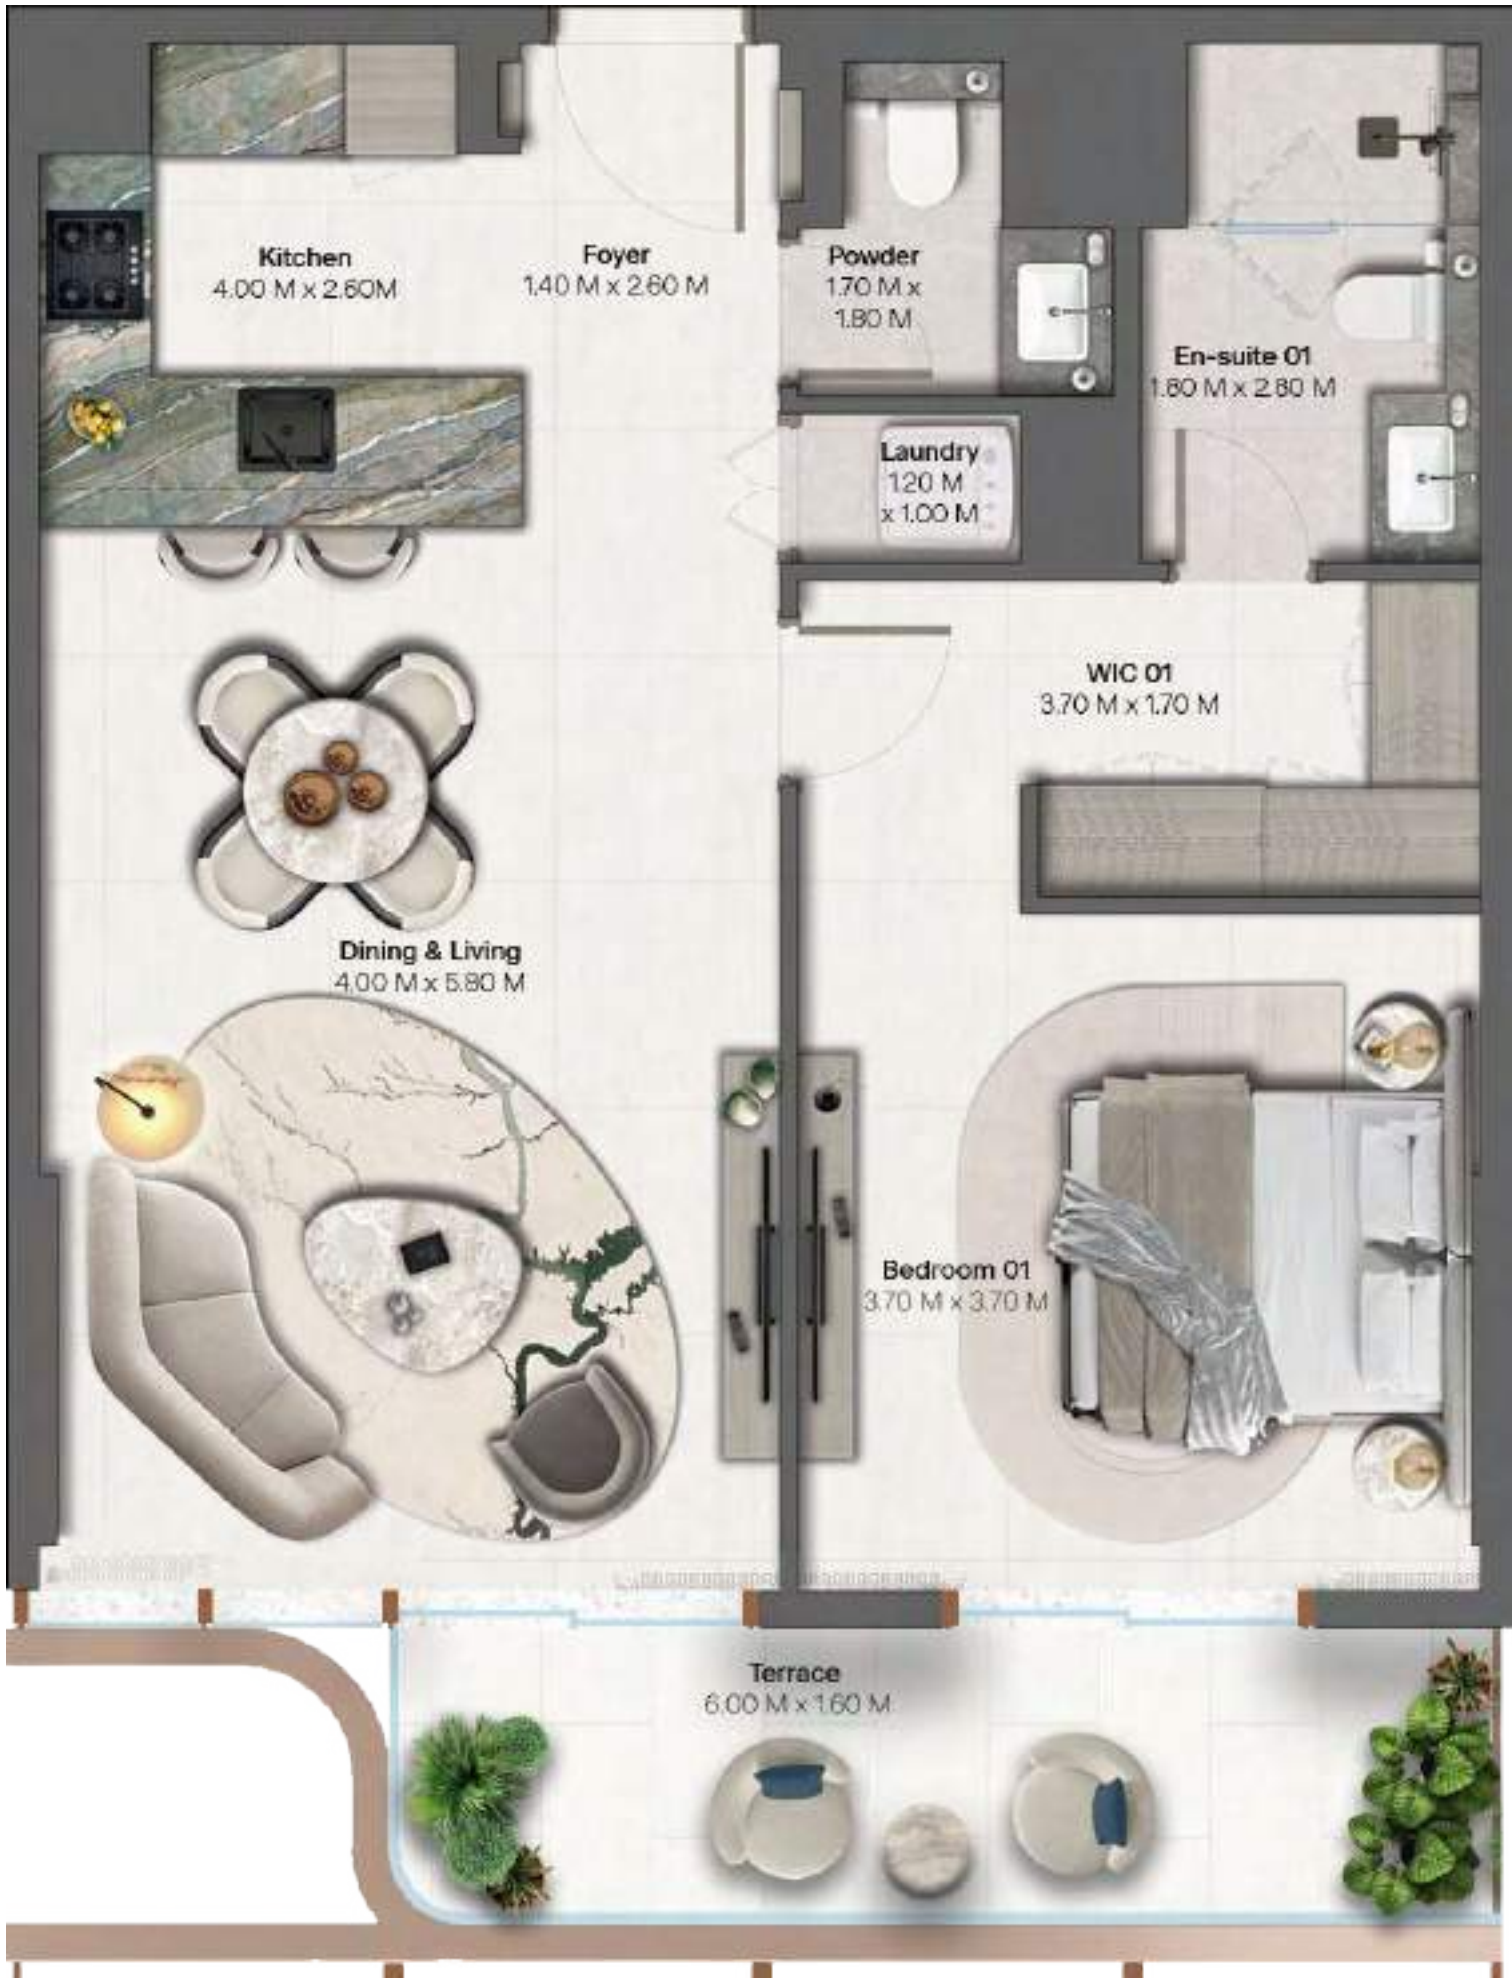 Kitchen
4.00 M x 2.60M
Foyer
1.40 M x 2.60 M
Powder
1.70 M x
1.80 M
En-suite 01
1.80 M x 2.80 M
Laundry
1.20 M
x 1.00 M
WIC 01
3.70 M x 1.70 M
Dining & Living
4.00 M x 5.80 M
Bedroom 01
3.70 M x 3.70 M
Terrace
6.00 M x 1.60 M